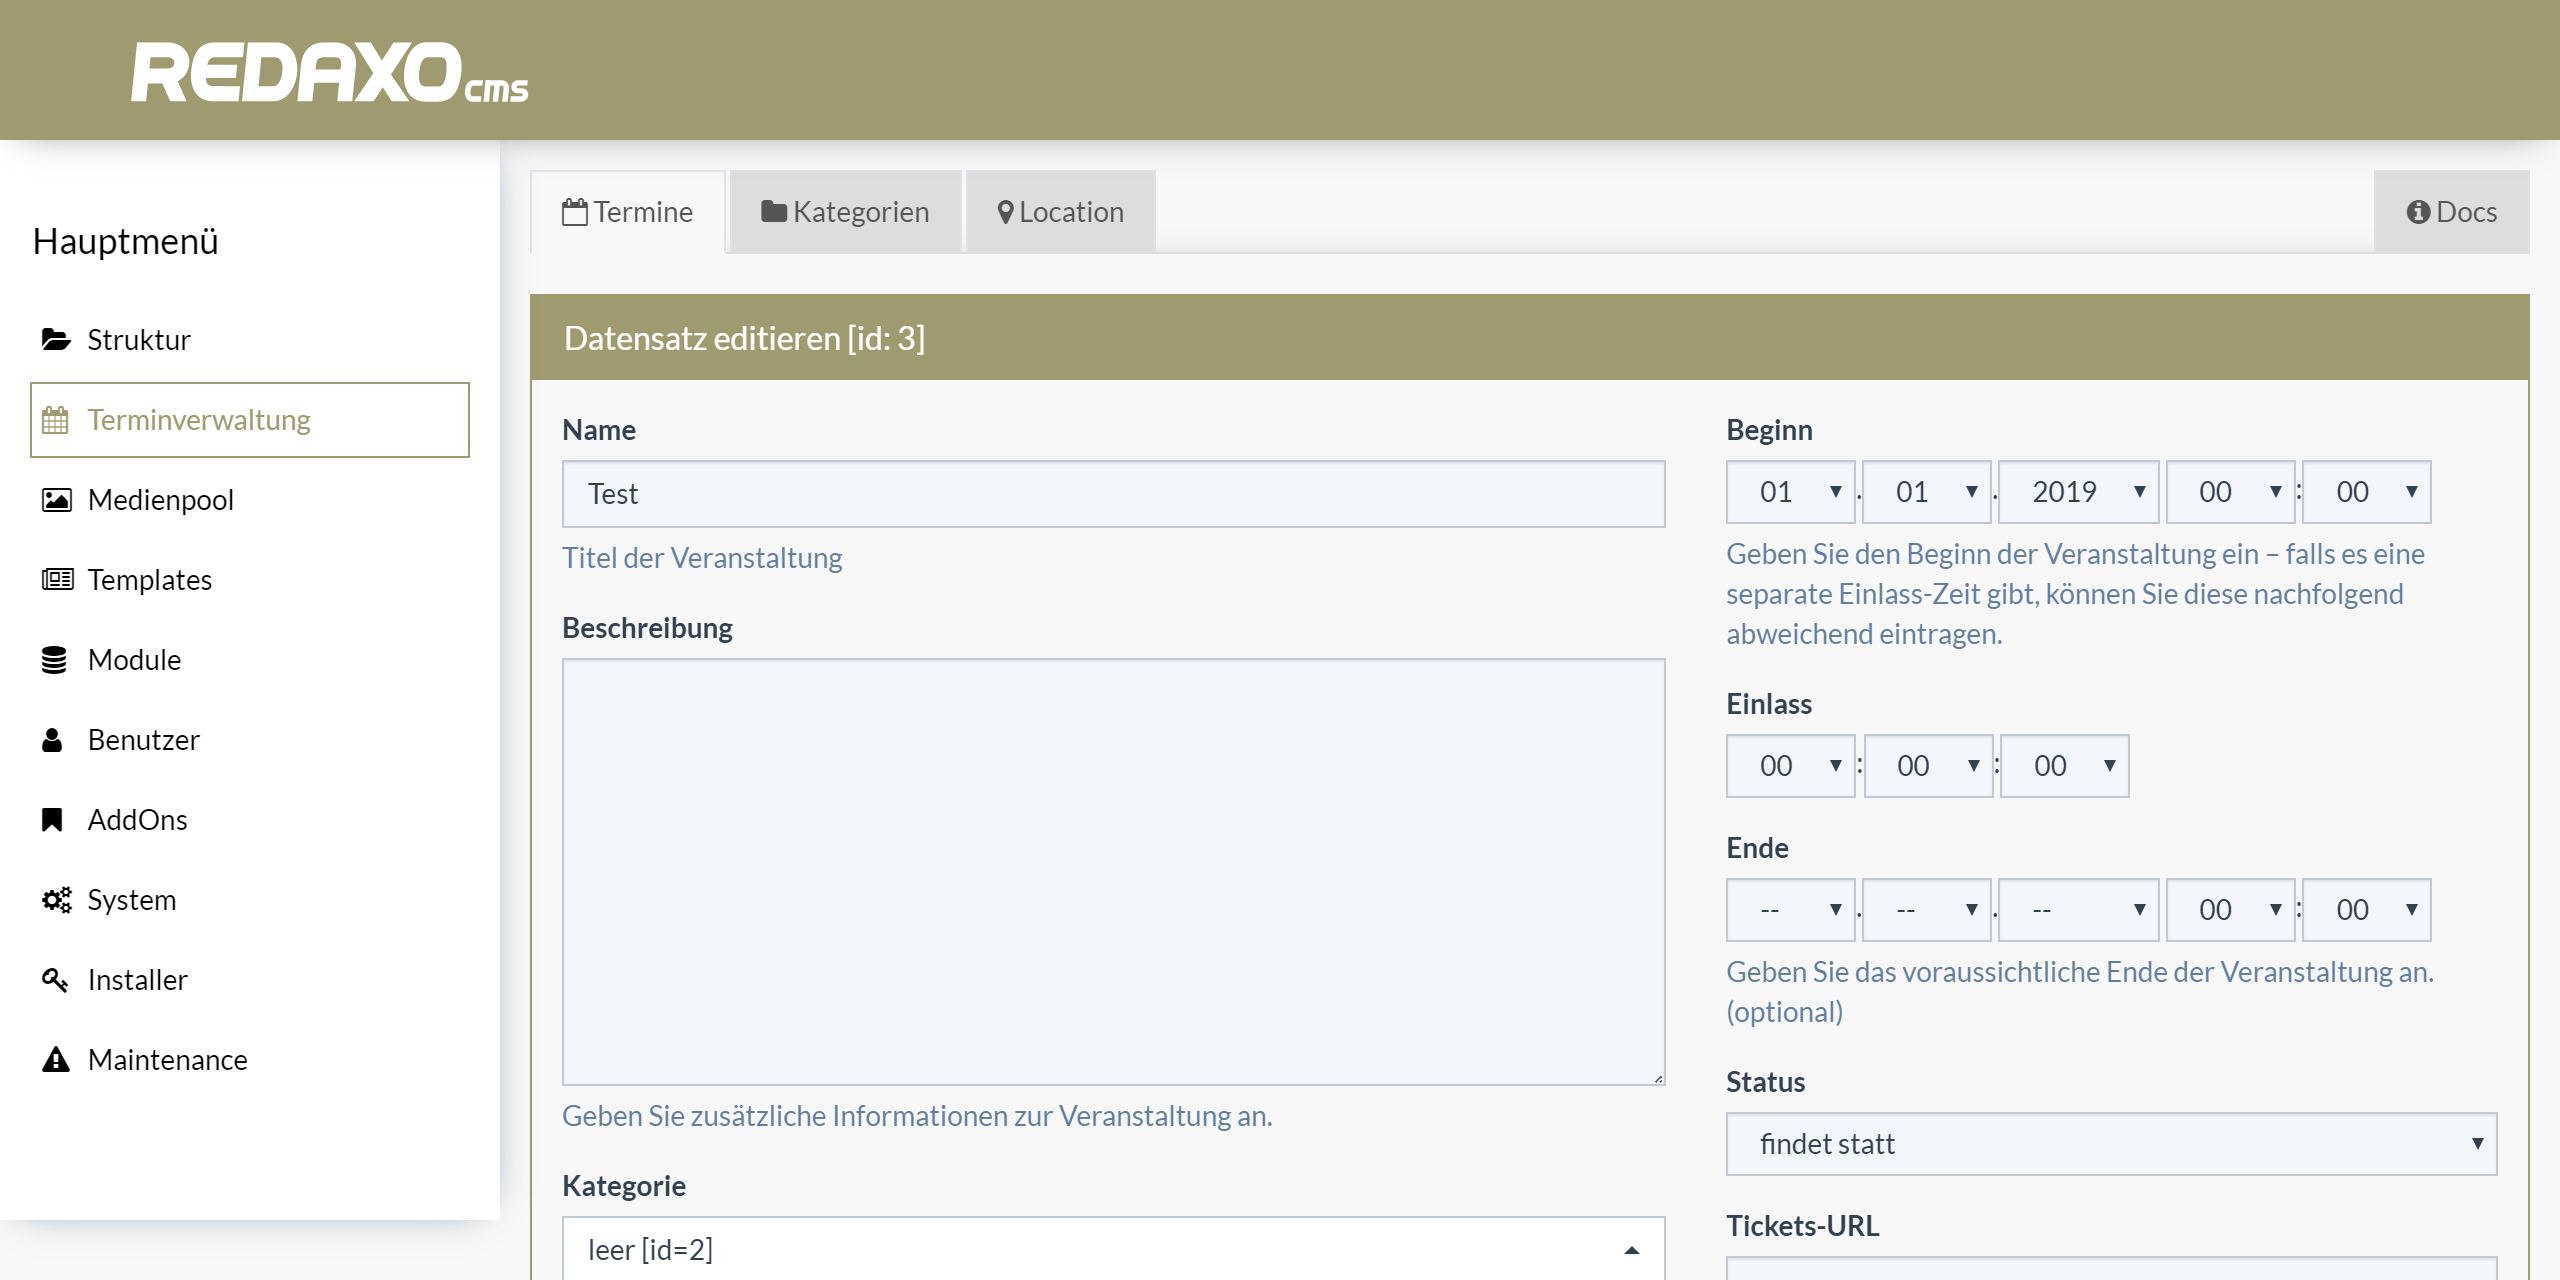 REDAXO cms
Hauptmenü
Struktur
Terminverwaltung
Medienpool
Templates
Module
Benutzer
AddOns
System
Installer
Maintenance
Termine
Kategorien
Location
Docs
Datensatz editieren [id: 3]
Name
Test
Titel der Veranstaltung
Beschreibung
Geben Sie zusätzliche Informationen zur Veranstaltung an.
Kategorie
leer [id=2]
Beginn
01 . 01 . 2019 00 : 00
Geben Sie den Beginn der Veranstaltung ein – falls es eine
separate Einlass-Zeit gibt, können Sie diese nachfolgend
abweichend eintragen.
Einlass
00 : 00 : 00
Ende
-- . -- . -- 00 : 00
Geben Sie das voraussichtliche Ende der Veranstaltung an.
(optional)
Status
findet statt
Tickets-URL